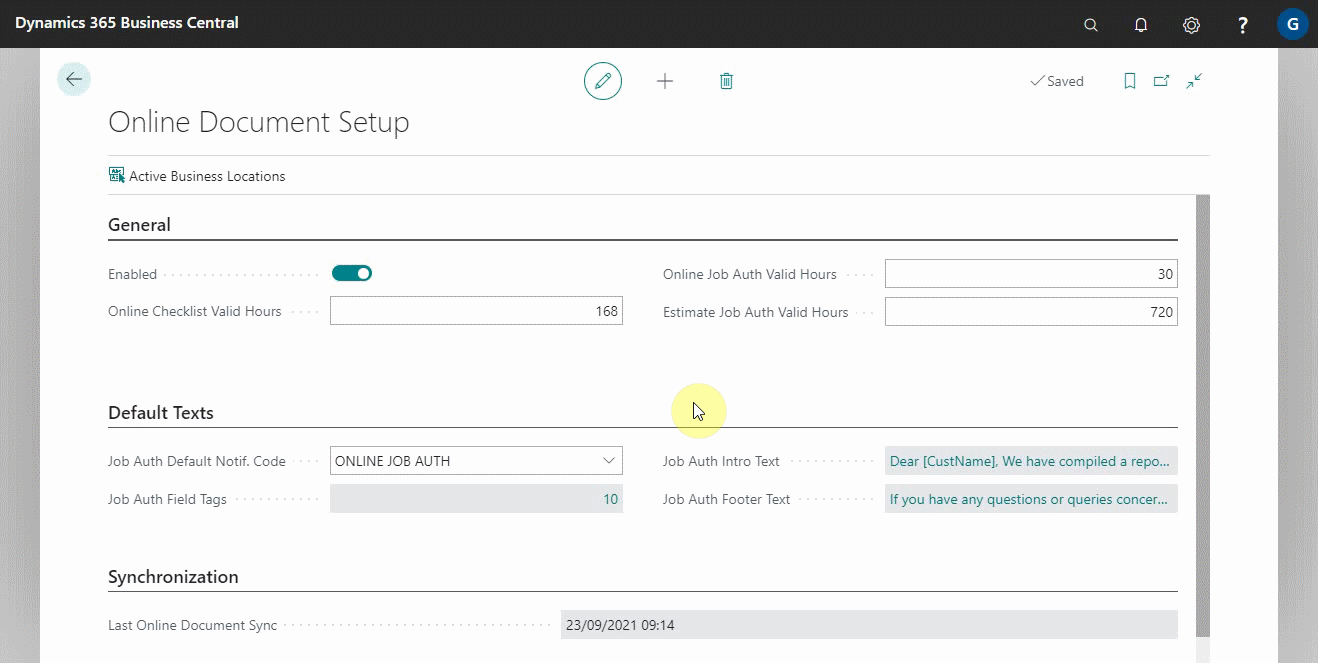 Dynamics 365 Business Central
?
G
Saved
Online Document Setup
Active Business Locations
General
Enabled
Online Job Auth Valid Hours 30
Online Checklist Valid Hours 168
Estimate Job Auth Valid Hours 720
Default Texts
Job Auth Default Notif. Code ONLINE JOB AUTH
Job Auth Intro Text Dear [CustName], We have compiled a repo...
Job Auth Field Tags 10
Job Auth Footer Text If you have any questions or queries concer...
Synchronization
Last Online Document Sync 23/09/2021 09:14